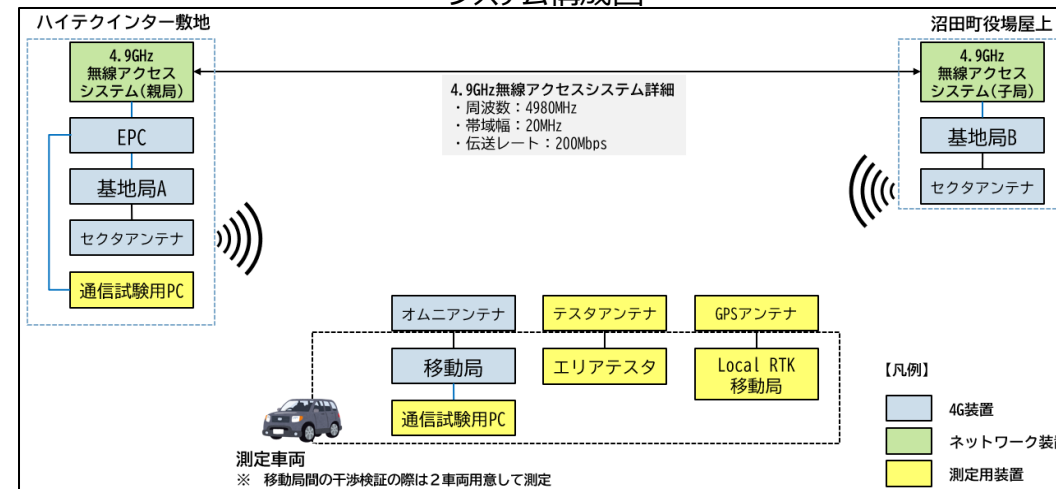 システム構成図
ハイテクインター敷地
沼田町役場屋上
4.9GHz
無線アクセス
システム(親局)
4.9GHz
無線アクセス
システム(子局)
4.9GHz無線アクセスシステム詳細
・周波数：4980MHz
・帯域幅：20MHz
・伝送レート：200Mbps
EPC
基地局A
セクタアンテナ
通信試験用PC
基地局B
セクタアンテナ
オムニアンテナ
テスタアンテナ
GPSアンテナ
移動局
エリアテスタ
Local RTK
移動局
通信試験用PC
測定車両
※ 移動局間の干渉検証の際は２車両用意して測定
【凡例】
4G装置
ネットワーク装
測定用装置